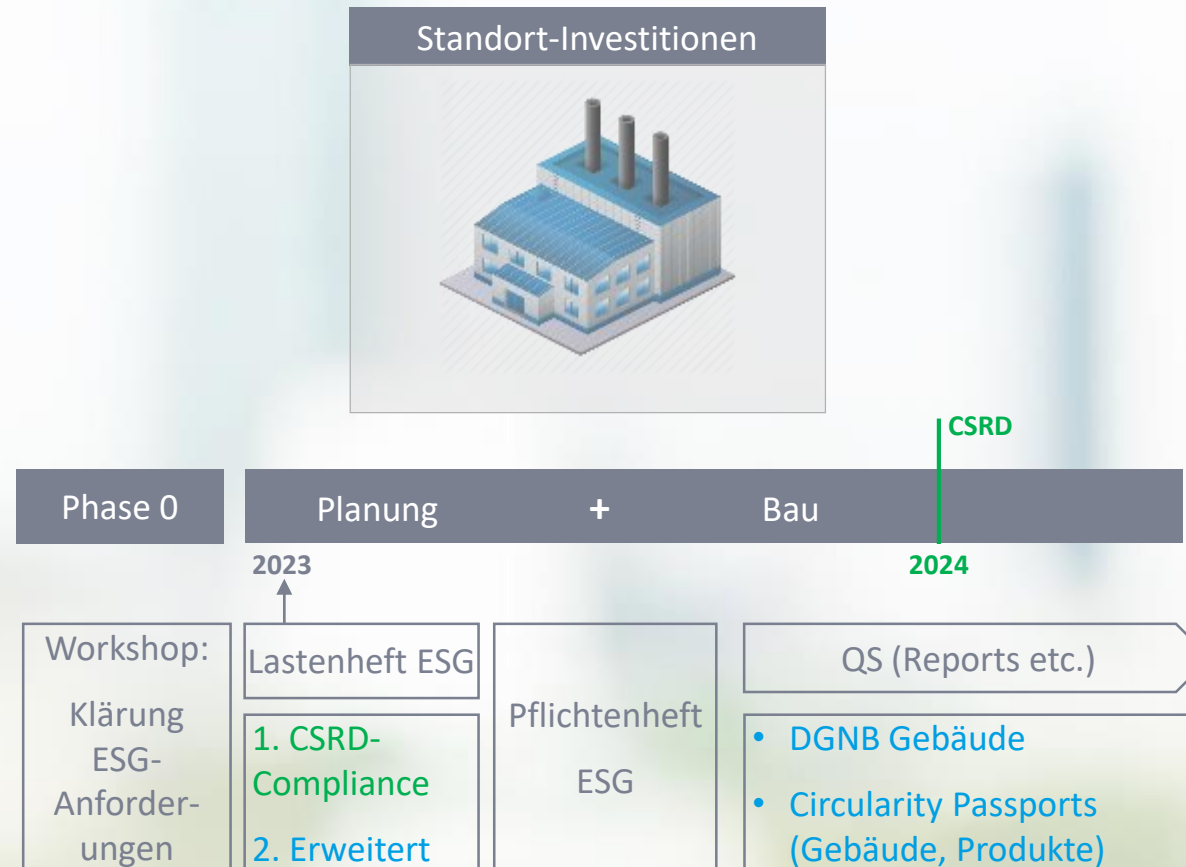 Standort-Investitionen
CSRD
Phase 0
Planung + Bau
2023
2024
Workshop:
Klärung
ESG-
Anforder-
ungen
Lastenheft ESG
1. CSRD-
Compliance
2. Erweitert
Pflichtenheft
ESG
QS (Reports etc.)
• DGNB Gebäude
• Circularity Passports
(Gebäude, Produkte)